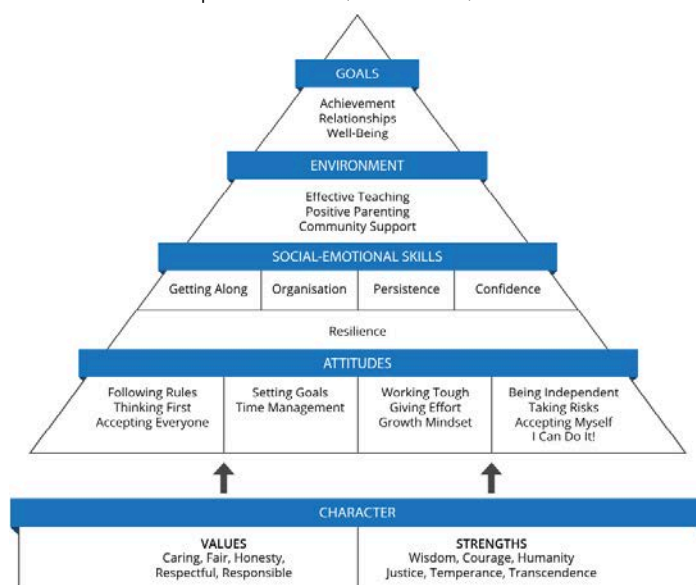 GOALS
Achievement
Relationships
Well-Being
ENVIRONMENT
Effective Teaching
Positive Parenting
Community Support
SOCIAL-EMOTIONAL SKILLS
Getting Along
Organisation
Persistence
Confidence
Resilience
ATTITUDES
Following Rules
Thinking First
Accepting Everyone
Setting Goals
Time Management
Working Tough
Giving Effort
Growth Mindset
Being Independent
Taking Risks
Accepting Myself
I Can Do It!
CHARACTER
VALUES
Caring, Fair, Honesty,
Respectful, Responsible
STRENGTHS
Wisdom, Courage, Humanity
Justice, Temperance, Transcendence